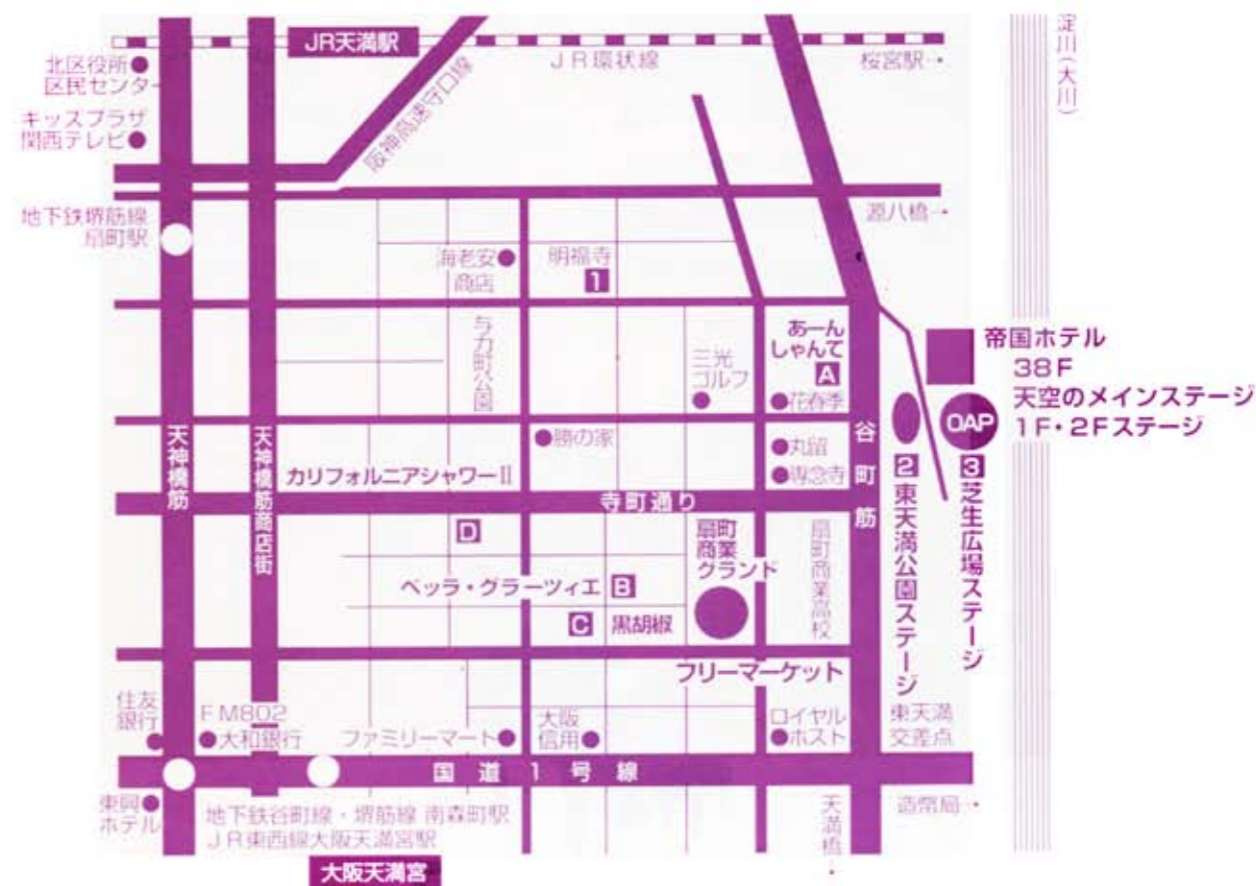 JR天満駅
北区役所
区民センター
JR環状線
桜宮駅→
淀川(大川)
キッズプラザ
関西テレビ
阪神高速守口線
地下鉄堺筋線
扇町駅
源八橋→
海老安
商店
明福寺
1
与力町公園
三光
ゴルフ
あーん
しゃんて
A
花春季
帝国ホテル
38F
天空のメインステージ
1F・2Fステージ
OAP
天神橋筋
天神橋筋商店街
勝の家
丸留
専念寺
谷町筋
カリフォルニアシャワーⅡ
寺町通り
2 東天満公園ステージ
3 芝生広場ステージ
D
扇町
商業
グランド
扇町商業高校
ベッラ・グラーツィエ B
C 黒胡椒
フリーマーケット
住友
銀行
FM802
大和銀行
ファミリーマート
大阪
信用
ロイヤル
ホスト
東天満
交差点
国道1号線
東興
ホテル
地下鉄谷町線・堺筋線 南森町駅
JR東西線大阪天満宮駅
天満橋→
造幣局→
大阪天満宮